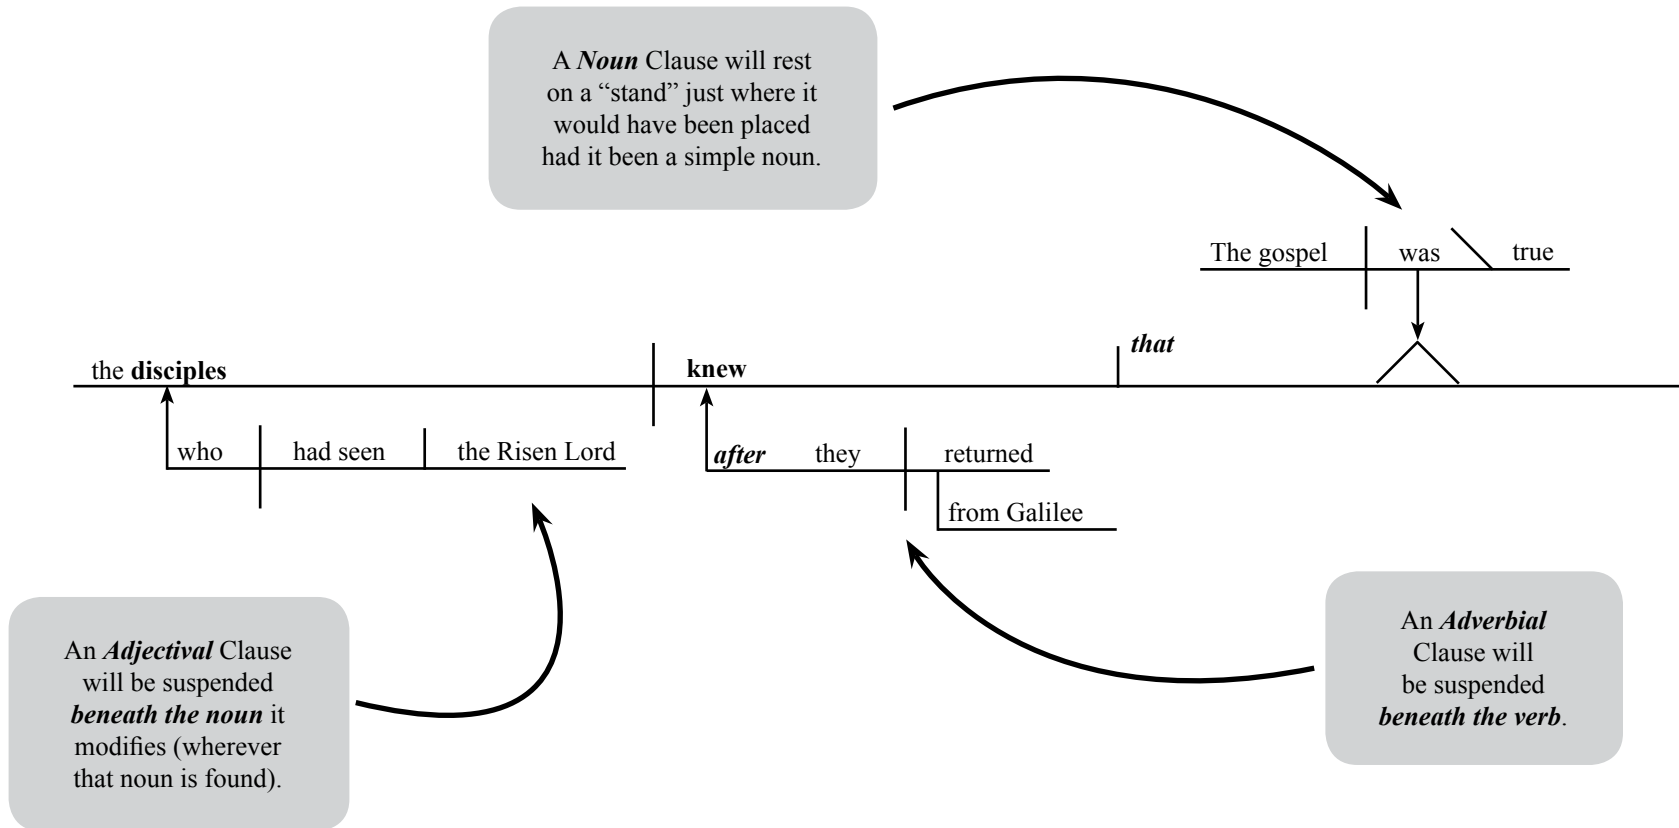 A Noun Clause will rest
on a “stand” just where it
would have been placed
had it been a simple noun.
The gospel was true
that
the disciples knew
who had seen the Risen Lord
after they returned
from Galilee
An Adjectival Clause
will be suspended
beneath the noun it
modifies (wherever
that noun is found).
An Adverbial
Clause will
be suspended
beneath the verb.